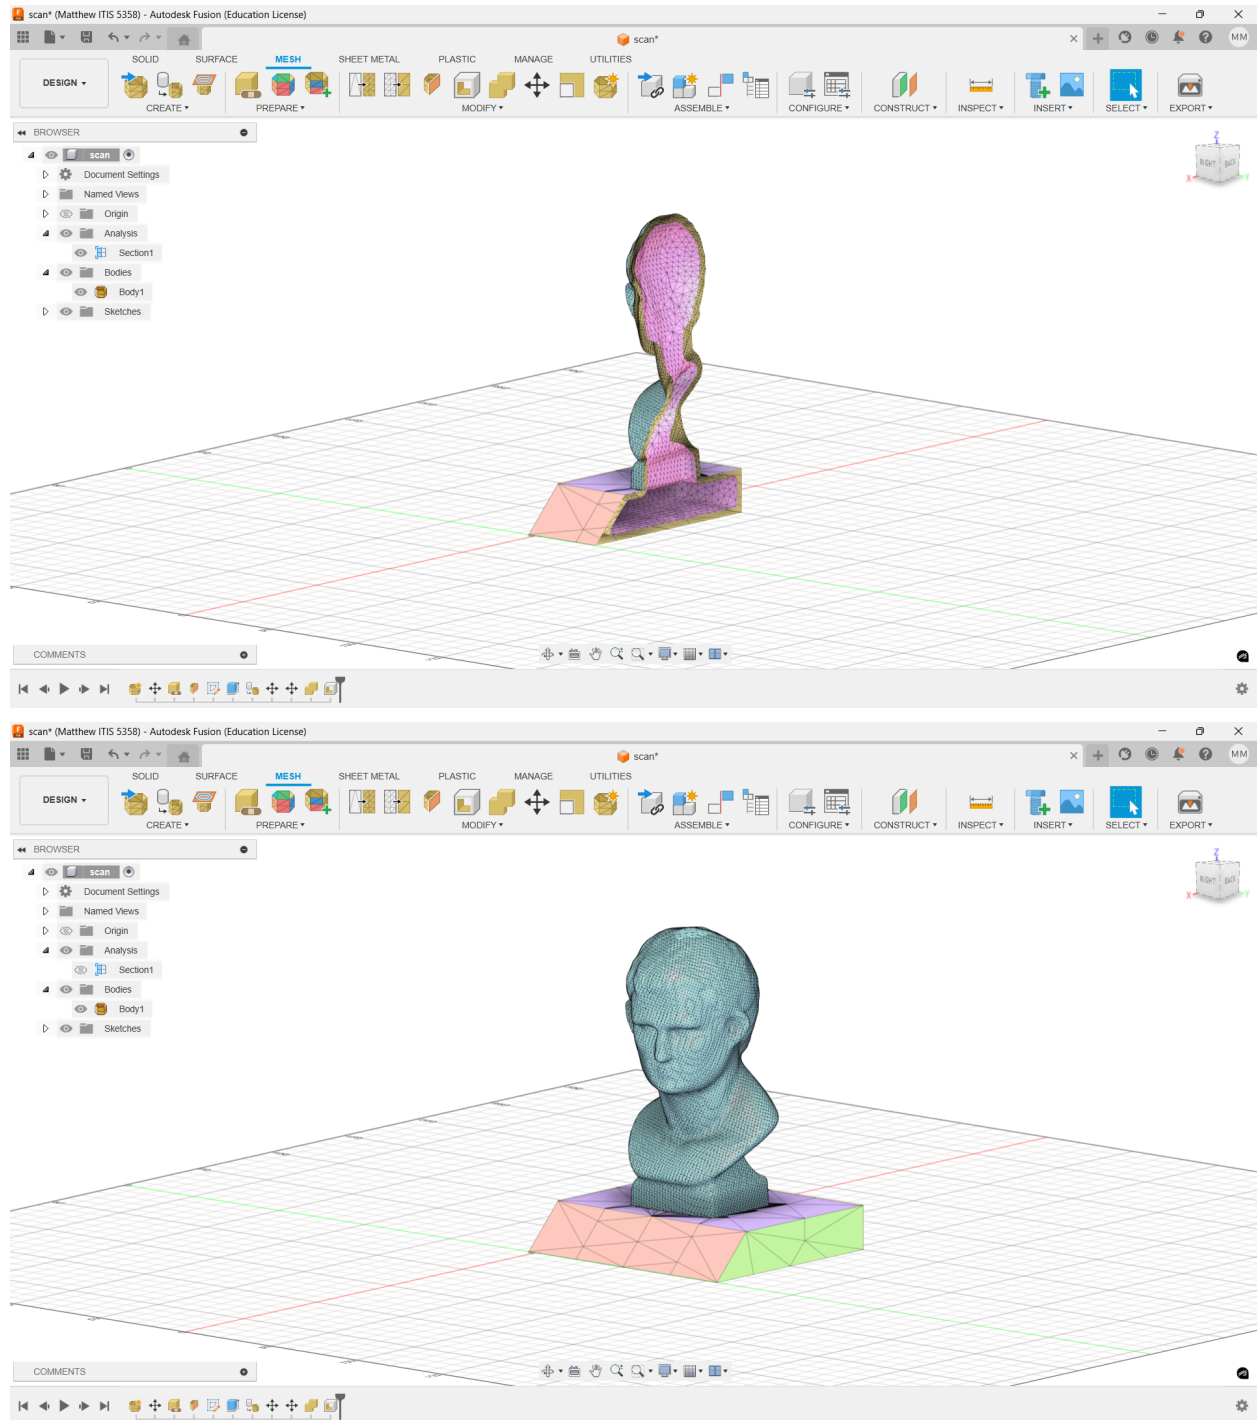 scan* (Matthew ITIS 5358) - Autodesk Fusion (Education License)
scan*
MM
SOLID SURFACE MESH SHEET METAL PLASTIC MANAGE UTILITIES
DESIGN
CREATE PREPARE MODIFY ASSEMBLE CONFIGURE CONSTRUCT INSPECT INSERT SELECT EXPORT
BROWSER
scan
Document Settings
Named Views
Origin
Analysis
Section1
Bodies
Body1
Sketches
Z
RIGHT BACK
X Y
COMMENTS
scan* (Matthew ITIS 5358) - Autodesk Fusion (Education License)
scan*
MM
SOLID SURFACE MESH SHEET METAL PLASTIC MANAGE UTILITIES
DESIGN
CREATE PREPARE MODIFY ASSEMBLE CONFIGURE CONSTRUCT INSPECT INSERT SELECT EXPORT
BROWSER
scan
Document Settings
Named Views
Origin
Analysis
Section1
Bodies
Body1
Sketches
Z
RIGHT BACK
X Y
COMMENTS